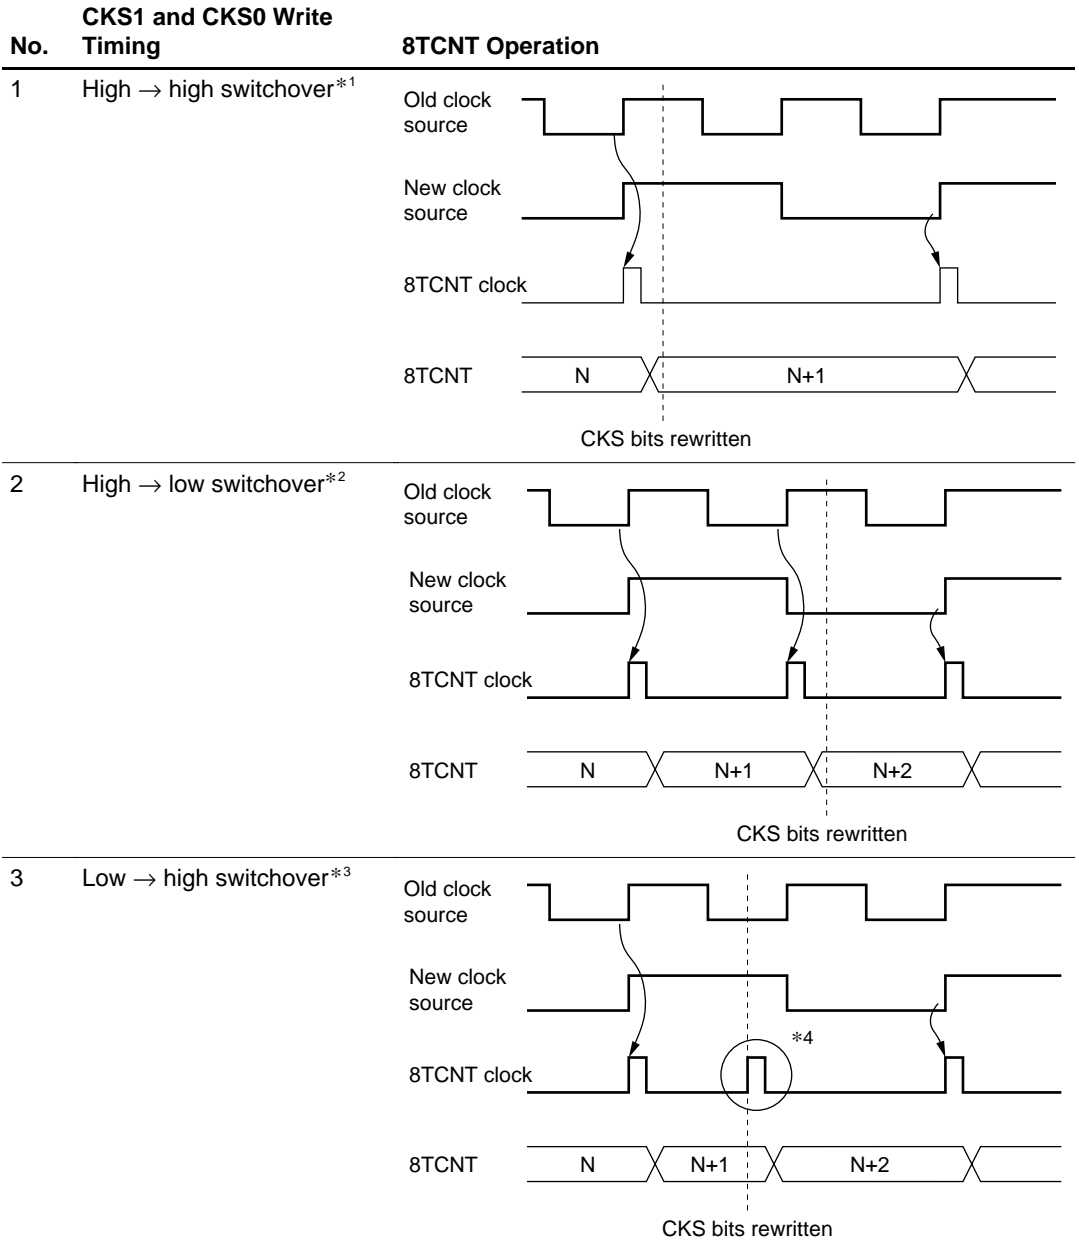 CKS1 and CKS0 Write
No. Timing 8TCNT Operation
1 High → high switchover*1
Old clock
source
New clock
source
8TCNT clock
8TCNT N N+1
CKS bits rewritten
2 High → low switchover*2
Old clock
source
New clock
source
8TCNT clock
8TCNT N N+1 N+2
CKS bits rewritten
3 Low → high switchover*3
Old clock
source
New clock
source
*4
8TCNT clock
8TCNT N N+1 N+2
CKS bits rewritten